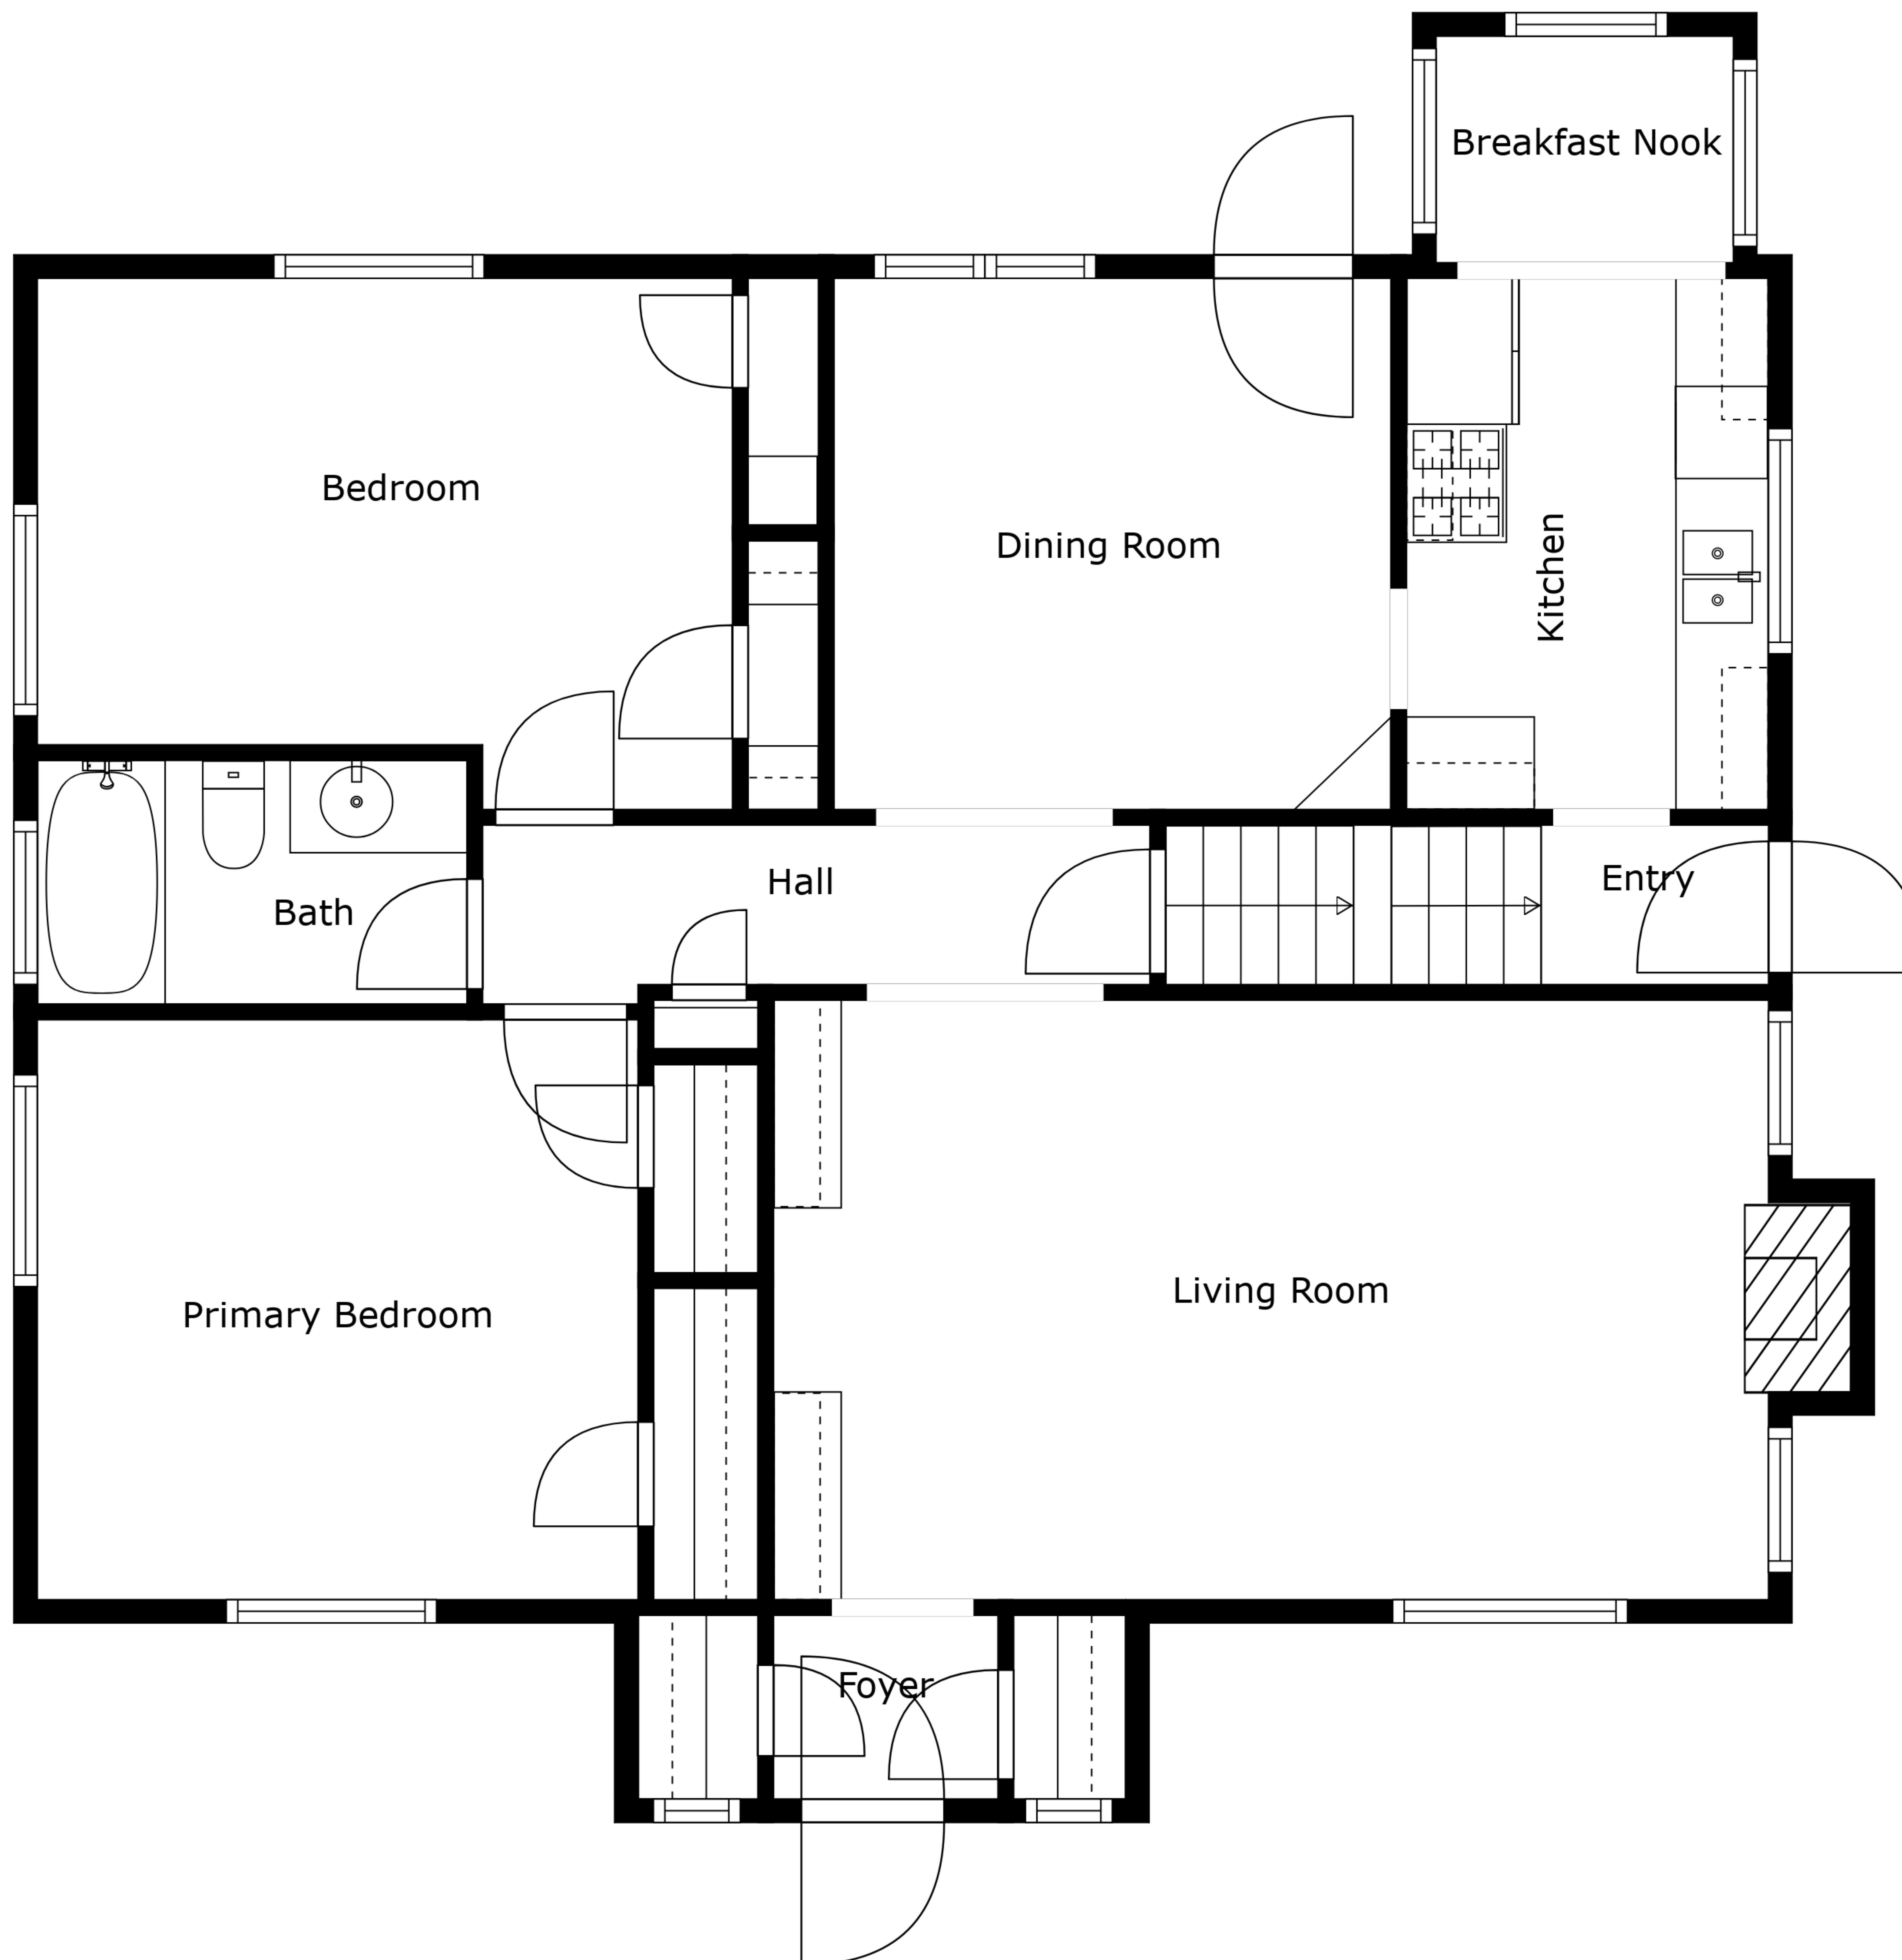 Breakfast Nook
Bedroom
Dining Room
Kitchen
Hall
Entry
Bath
Living Room
Primary Bedroom
Foyer